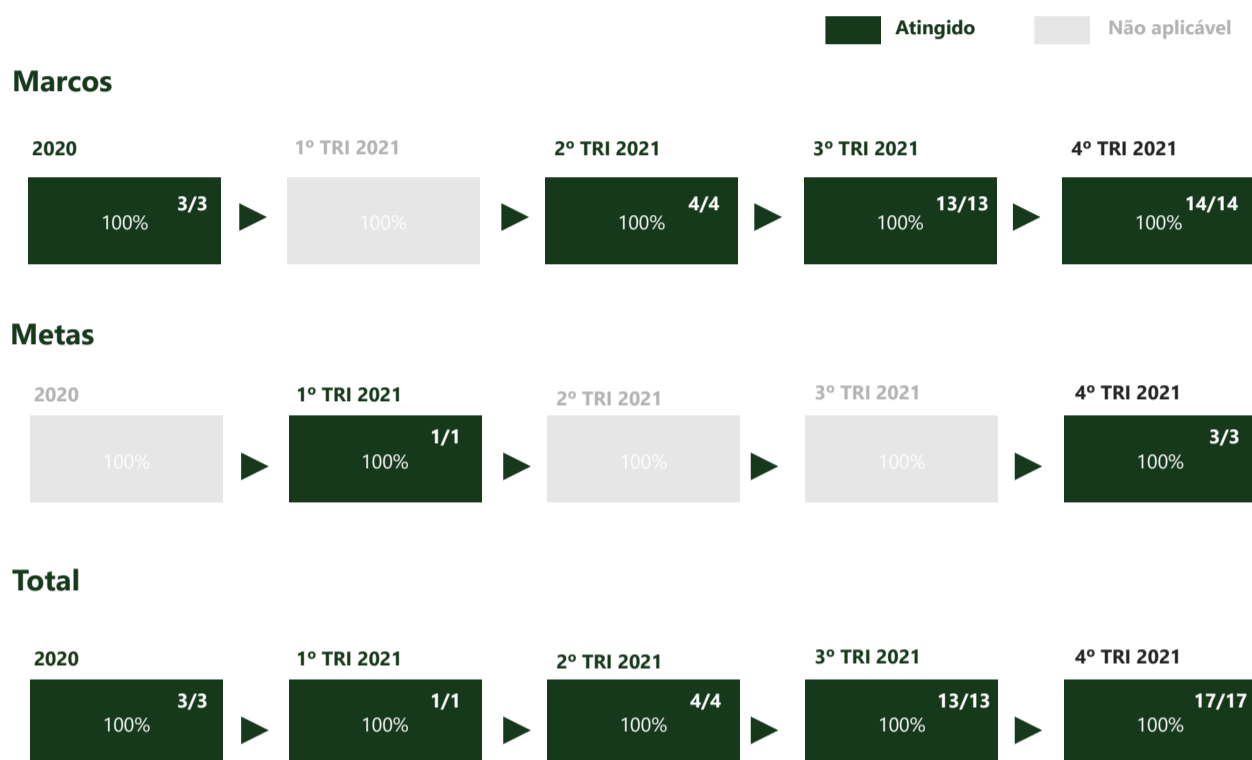 Atingido Não aplicável
Marcos
2020 1º TRI 2021 2º TRI 2021 3º TRI 2021 4º TRI 2021
3/3 4/4 13/13 14/14
100% 100% 100% 100% 100%
Metas
2020 1º TRI 2021 2º TRI 2021 3º TRI 2021 4º TRI 2021
1/1 3/3
100% 100% 100% 100% 100%
Total
2020 1º TRI 2021 2º TRI 2021 3º TRI 2021 4º TRI 2021
3/3 1/1 4/4 13/13 17/17
100% 100% 100% 100% 100%